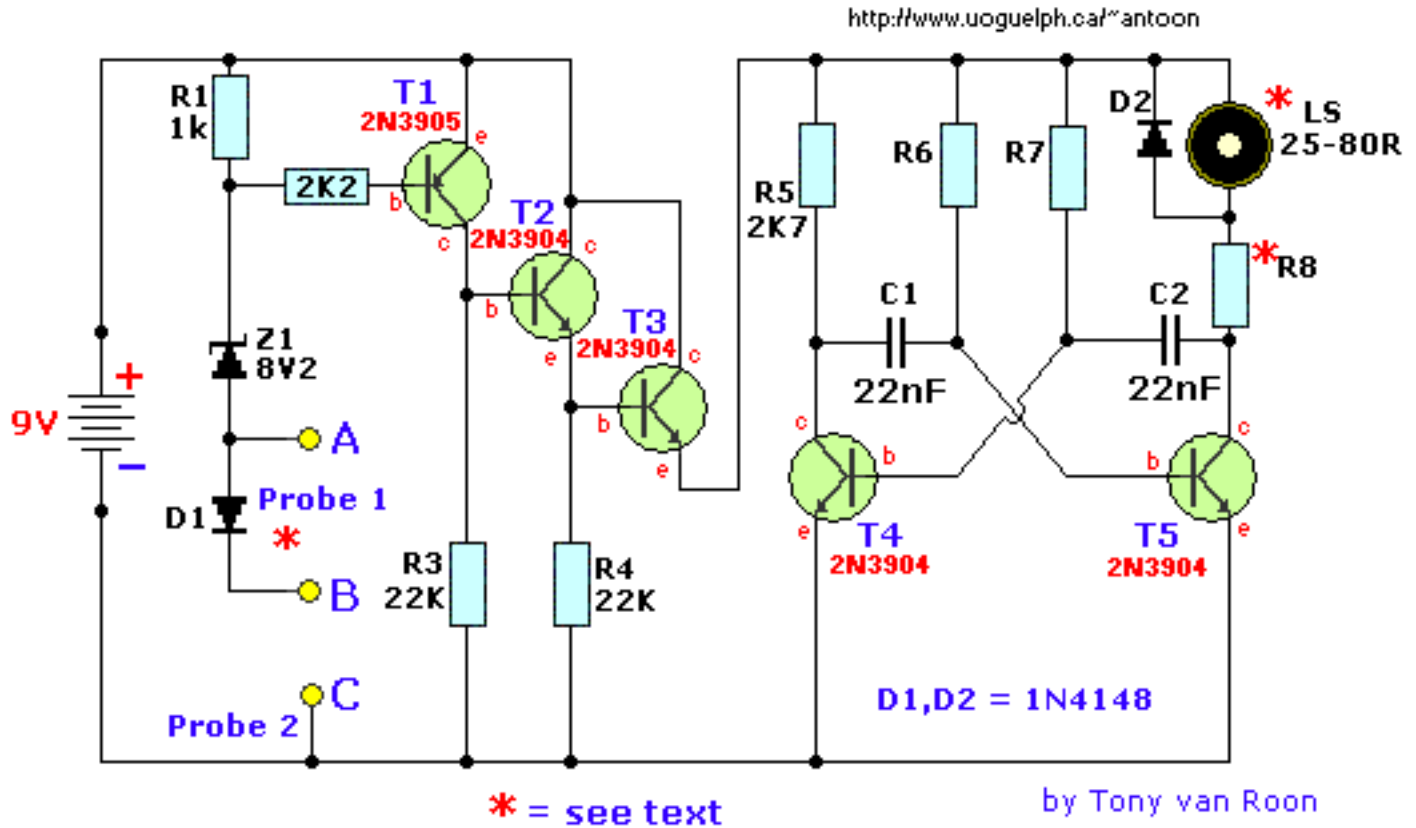 http://www.uoguelph.ca/~antoon
R1
1k
T1
2N3905
e
b
c
2K2
T2
2N3904
c
b
e
T3
2N3904
c
b
e
Z1
8V2
+
9V
−
A
D1
Probe 1
*
B
C
Probe 2
R3
22K
R4
22K
R5
2K7
R6
R7
D2
* LS
25-80R
* R8
C1
22nF
C2
22nF
c
b
e
T4
2N3904
c
b
e
T5
2N3904
D1,D2 = 1N4148
* = see text
by Tony van Roon